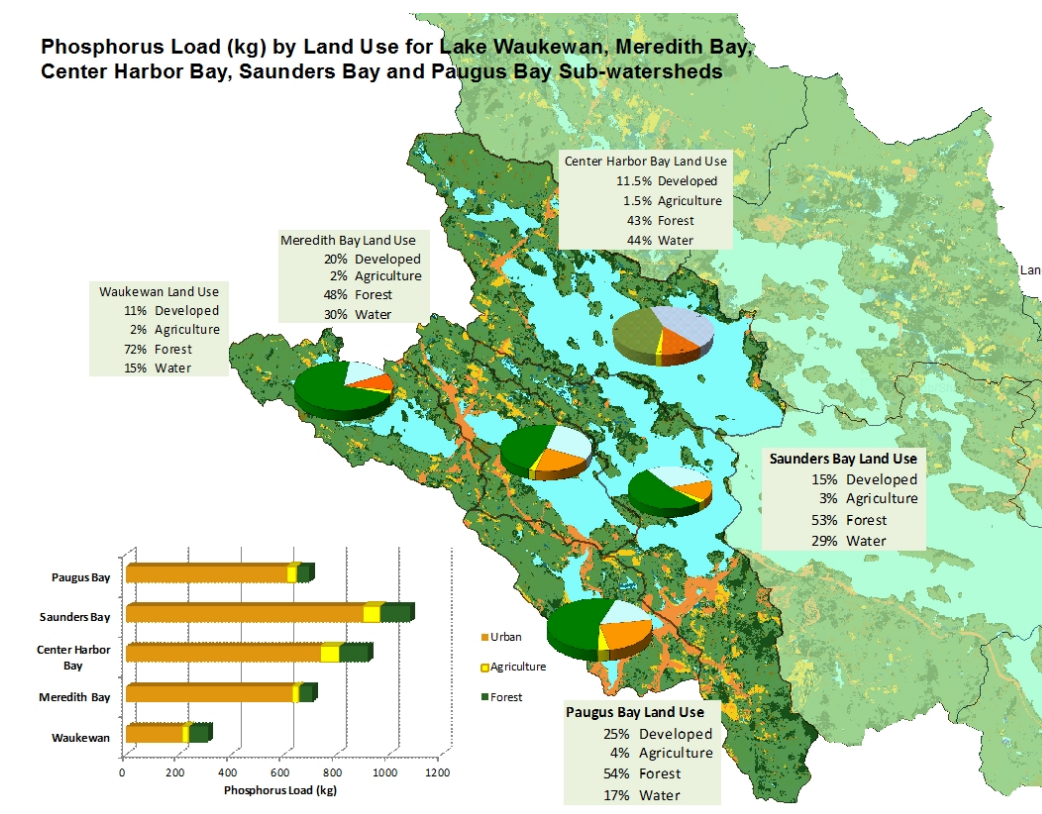 Phosphorus Load (kg) by Land Use for Lake Waukewan, Meredith Bay,
Center Harbor Bay, Saunders Bay and Paugus Bay Sub-watersheds
Center Harbor Bay Land Use
11.5% Developed
1.5% Agriculture
43% Forest
44% Water
Meredith Bay Land Use
20% Developed
2% Agriculture
48% Forest
30% Water
Waukewan Land Use
11% Developed
2% Agriculture
72% Forest
15% Water
Lan
Saunders Bay Land Use
15% Developed
3% Agriculture
53% Forest
29% Water
Paugus Bay
Saunders Bay
Center Harbor
Bay
Meredith Bay
Waukewan
0 200 400 600 800 1000 1200
Phosphorus Load (kg)
Urban
Agriculture
Forest
Paugus Bay Land Use
25% Developed
4% Agriculture
54% Forest
17% Water